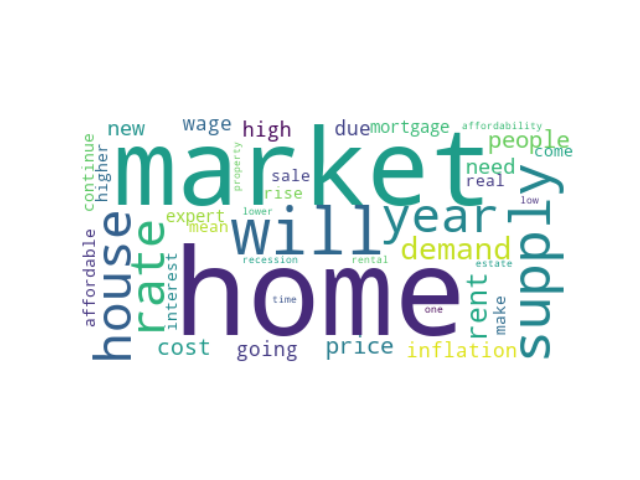 new
wage
high
due
mortgage
affordability
people
come
continue
higher
market
property
sale
rise
need
real
low
supply
house
rate
expert
mean
lower
will
year
demand
affordable
interest
recession
rental
estate
home
time
one
rent
make
cost
going
price
inflation